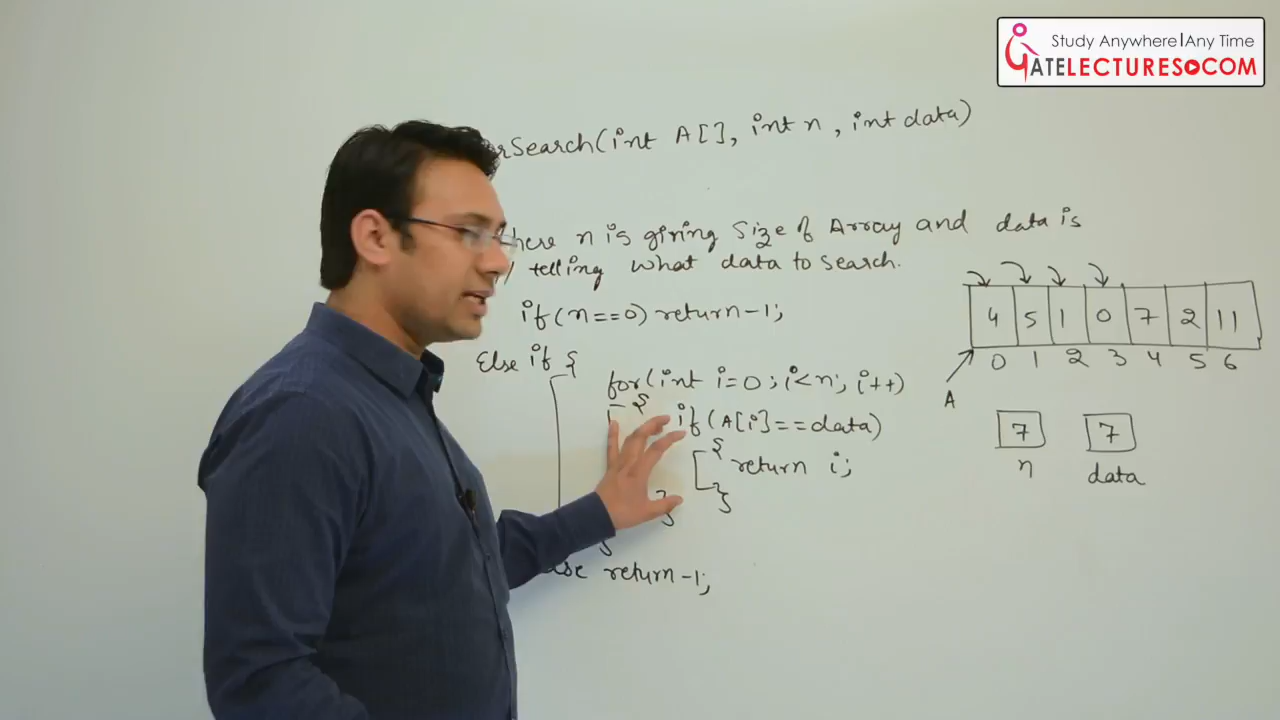 Study Anywhere|Any Time
GATELECTURES.COM
rSearch(int A[], int n, int data)
here n is giving Size of Array and data is
telling what data to search.
if(n==0) return-1;
Else if {
for(int i=0; i<n; i++)
{
if(A[i]==data)
{
return i;
}
}
}
return-1;
4 5 1 0 7 2 11
0 1 2 3 4 5 6
A
7 7
n data